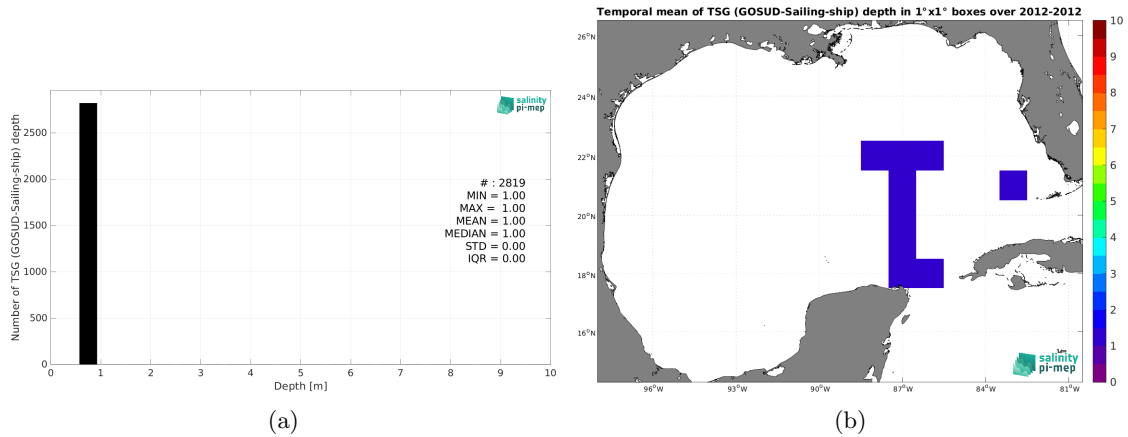 salinity
pi-mep
Number of TSG (GOSUD-Sailing-ship) depth
2500
2000
1500
1000
500
0
# : 2819
MIN = 1.00
MAX = 1.00
MEAN = 1.00
MEDIAN = 1.00
STD = 0.00
IQR = 0.00
0 1 2 3 4 5 6 7 8 9 10
Depth [m]
(a)
Temporal mean of TSG (GOSUD-Sailing-ship) depth in 1°x1° boxes over 2012-2012
26°N
24°N
22°N
20°N
18°N
16°N
96°W 93°W 90°W 87°W 84°W 81°W
salinity
pi-mep
10
9
8
7
6
5
4
3
2
1
0
(b)